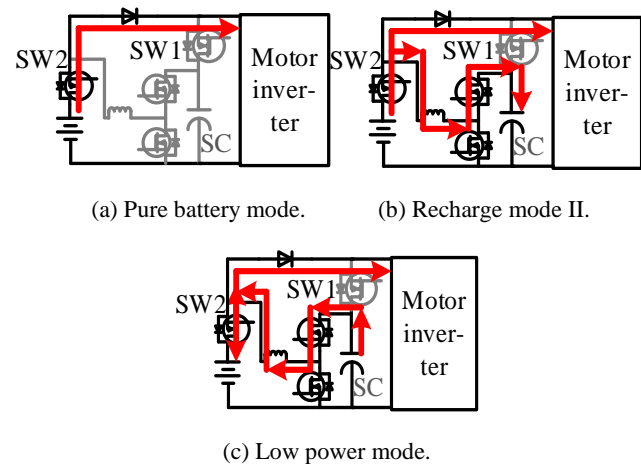 SW2
SW1
SC
Motor
inver-
ter
(a) Pure battery mode.
SW2
SW1
SC
Motor
inver-
ter
(b) Recharge mode II.
SW2
SW1
SC
Motor
inver-
ter
(c) Low power mode.